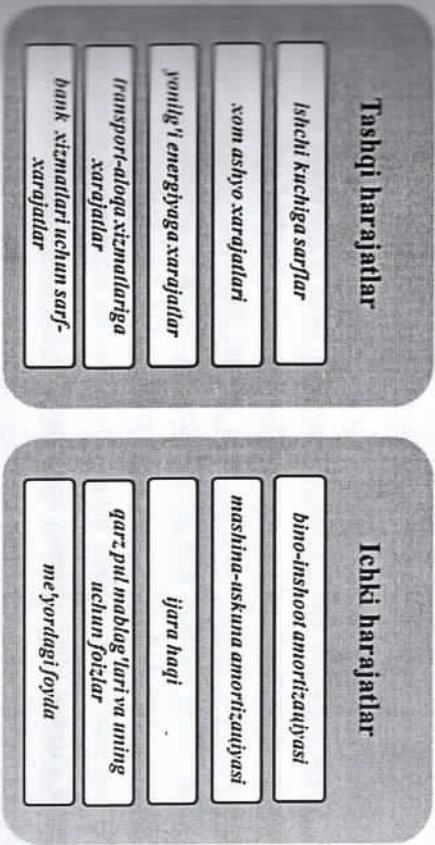 Tashqi harajatlar
Ishchi kuchiga sarflar
xom ashyo xarajatlari
yonilg'i energiyaga xarajatlar
transport-aloqa xizmatlariga
xarajatlar
bank xizmatlari uchun sarf-
xarajatlar
Ichki harajatlar
bino-inshoot amortizatsiyasi
mashina-uskuna amortizatsiyasi
ijara haqi
qarz pul mablag'lari va uning
uchun foizlar
me'yordagi foyda